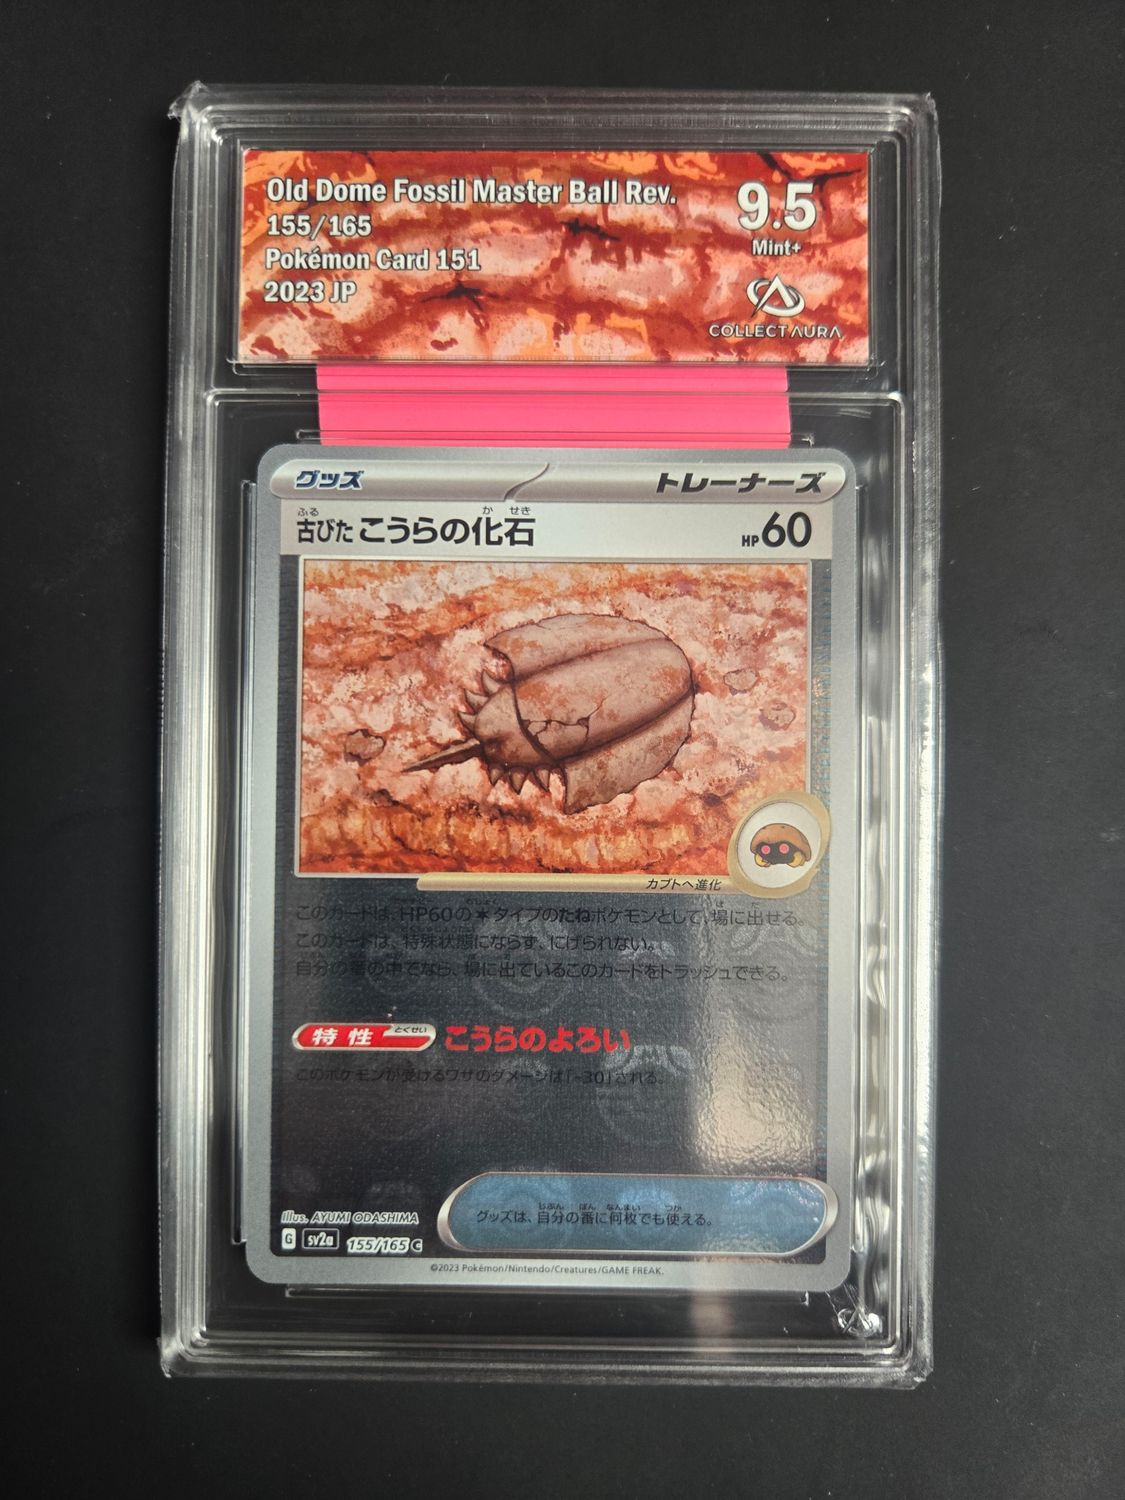 Old Dome Fossil Master Ball Rev.
155/165
Pokémon Card 151
2023 JP
9.5
Mint+
COLLECTAURA
グッズ
トレーナーズ
ふる か せき
古びたこうらの化石
HP60
カブトへ進化
このカードは、HP60の✶タイプのたねポケモンとして、場に出せる。
このカードは、特殊状態にならず、にげられない。
自分の番の中でなら、場に出ているこのカードをトラッシュできる。
特性 とくせい こうらのよろい
このポケモンが受けるワザのダメージは「-30」される。
じぶん ばん なんまい つか
グッズは、自分の番に何枚でも使える。
illus. AYUMI ODASHIMA
G sv2a 155/165 C
©2023 Pokémon/Nintendo/Creatures/GAME FREAK.